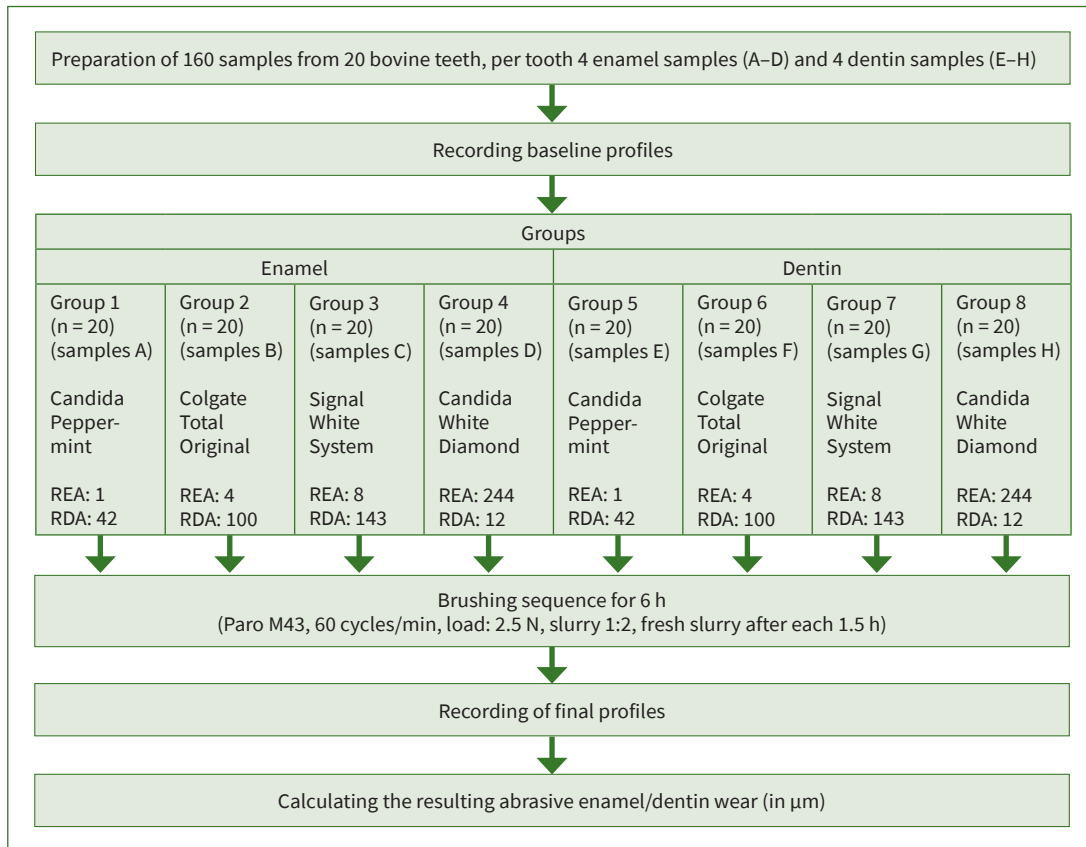 Preparation of 160 samples from 20 bovine teeth, per tooth 4 enamel samples (A–D) and 4 dentin samples (E–H)
Recording baseline profiles
Groups
Enamel
Dentin
Group 1
(n = 20)
(samples A)
Candida
Pepper-
mint
REA: 1
RDA: 42
Group 2
(n = 20)
(samples B)
Colgate
Total
Original
REA: 4
RDA: 100
Group 3
(n = 20)
(samples C)
Signal
White
System
REA: 8
RDA: 143
Group 4
(n = 20)
(samples D)
Candida
White
Diamond
REA: 244
RDA: 12
Group 5
(n = 20)
(samples E)
Candida
Pepper-
mint
REA: 1
RDA: 42
Group 6
(n = 20)
(samples F)
Colgate
Total
Original
REA: 4
RDA: 100
Group 7
(n = 20)
(samples G)
Signal
White
System
REA: 8
RDA: 143
Group 8
(n = 20)
(samples H)
Candida
White
Diamond
REA: 244
RDA: 12
Brushing sequence for 6 h
(Paro M43, 60 cycles/min, load: 2.5 N, slurry 1:2, fresh slurry after each 1.5 h)
Recording of final profiles
Calculating the resulting abrasive enamel/dentin wear (in µm)